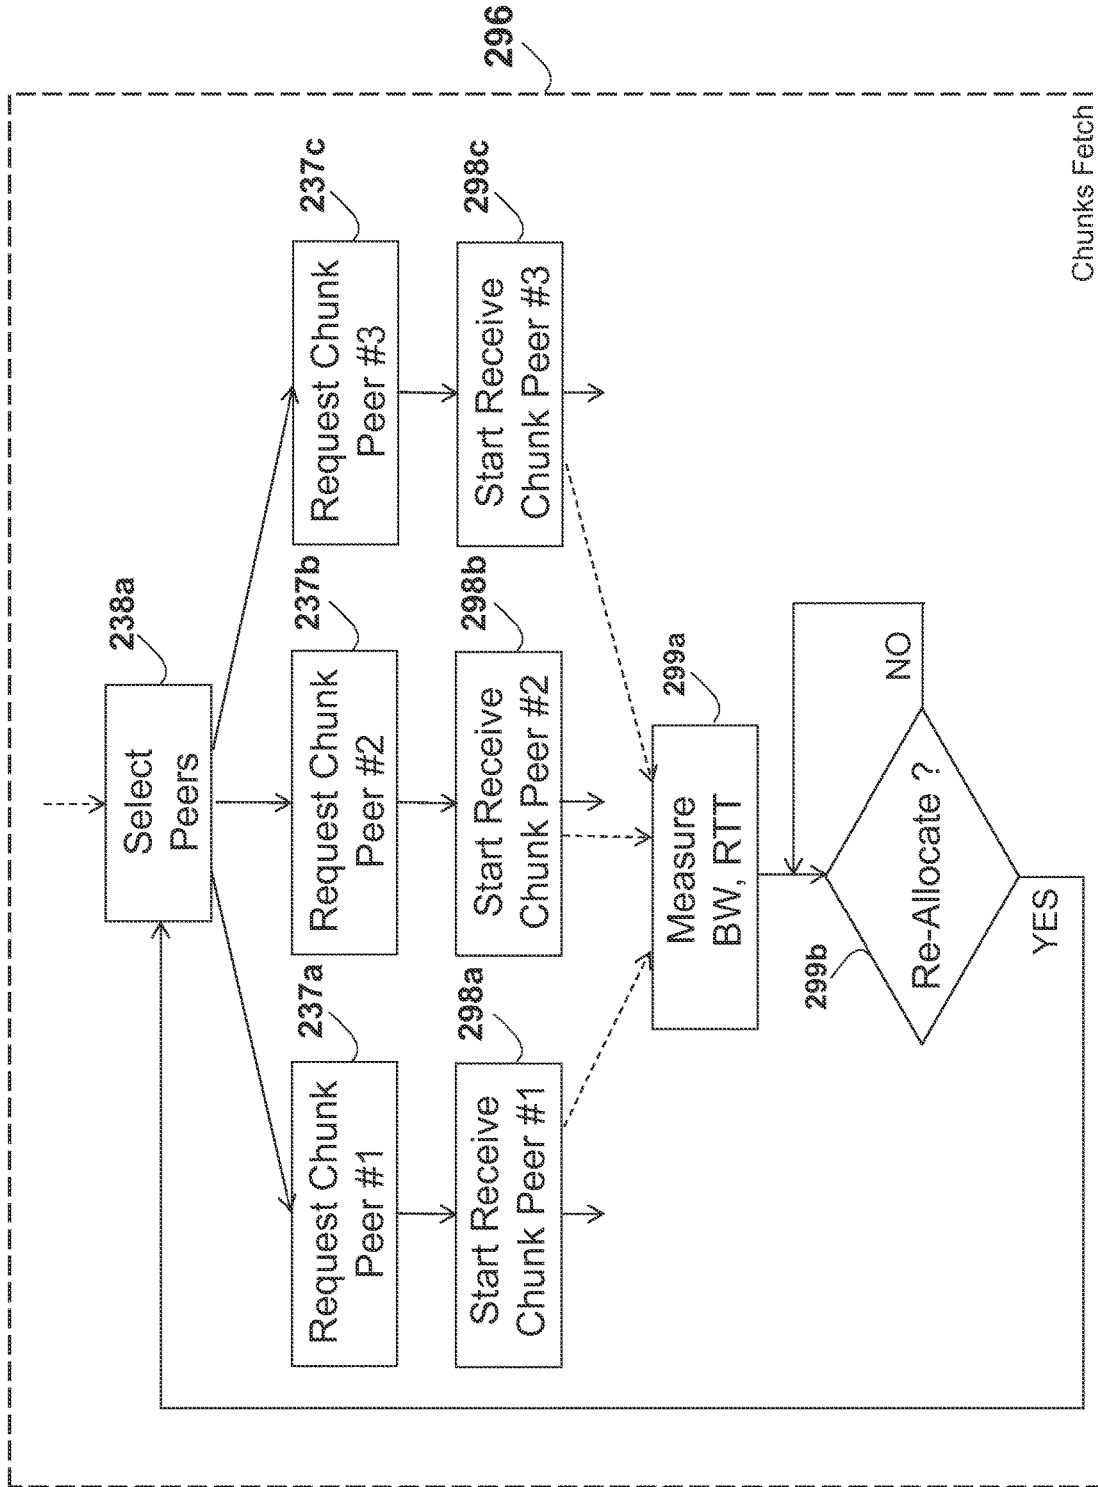 296
238a
Select
Peers
237a
237b
237c
Request Chunk
Peer #1
Request Chunk
Peer #2
Request Chunk
Peer #3
298a
298b
298c
Start Receive
Chunk Peer #1
Start Receive
Chunk Peer #2
Start Receive
Chunk Peer #3
299a
Measure
BW, RTT
299b
Re-Allocate ?
NO
YES
Chunks Fetch